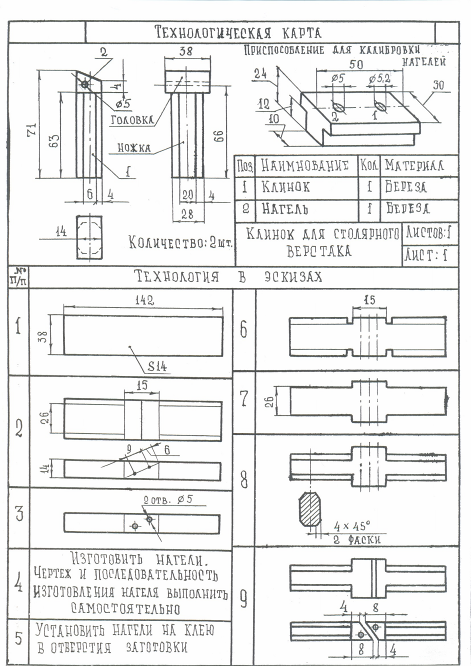 ТЕХНОЛОГИЧЕСКАЯ КАРТА
ПРИСПОСОБЛЕНИЕ ДЛЯ КАЛИБРОВКИ
НАГЕЛЕЙ
2
38
50
24
Ø5
Ø5,2
90
4
Ø5
71
63
ГОЛОВКА
НОЖКА
66
12
10
2
1
1
6
4
20
4
28
14
КОЛИЧЕСТВО: 2 шт.
ПОЗ НАИМНОВАНИЕ КОЛ МАТЕРИАЛ
1 КЛИНОК 1 БЕРЕЗА
2 НАГЕЛЬ 1 БЕРЕЗА
КЛИНОК ДЛЯ СТОЛЯРНОГО
ВЕРСТАКА
ЛИСТОВ:1
ЛИСТ: 1
№
П/П
ТЕХНОЛОГИЯ В ЭСКИЗАХ
1
142
38
S14
2
15
26
9
6
14
3
2 ОТВ. Ø5
4
ИЗГОТОВИТЬ НАГЕЛИ.
ЧЕРТЕЖ И ПОСЛЕДОВАТЕЛЬНОСТЬ
ИЗГОТОВЛЕНИЯ НАГЕЛЯ ВЫПОЛНИТЬ
САМОСТОЯТЕЛЬНО
5
УСТАНОВИТЬ НАГЕЛИ НА КЛЕЮ
В ОТВЕРСТИЯ ЗАГОТОВКИ
6
15
7
26
8
4 x 45°
2 ФАСКИ
9
4
8
8
4